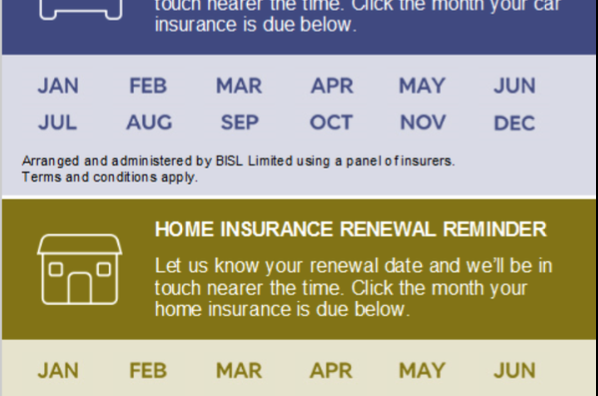 touch nearer the time. Click the month your car
insurance is due below.
JAN FEB MAR APR MAY JUN
JUL AUG SEP OCT NOV DEC
Arranged and administered by BISL Limited using a panel of insurers.
Terms and conditions apply.
HOME INSURANCE RENEWAL REMINDER
Let us know your renewal date and we'll be in
touch nearer the time. Click the month your
home insurance is due below.
JAN FEB MAR APR MAY JUN